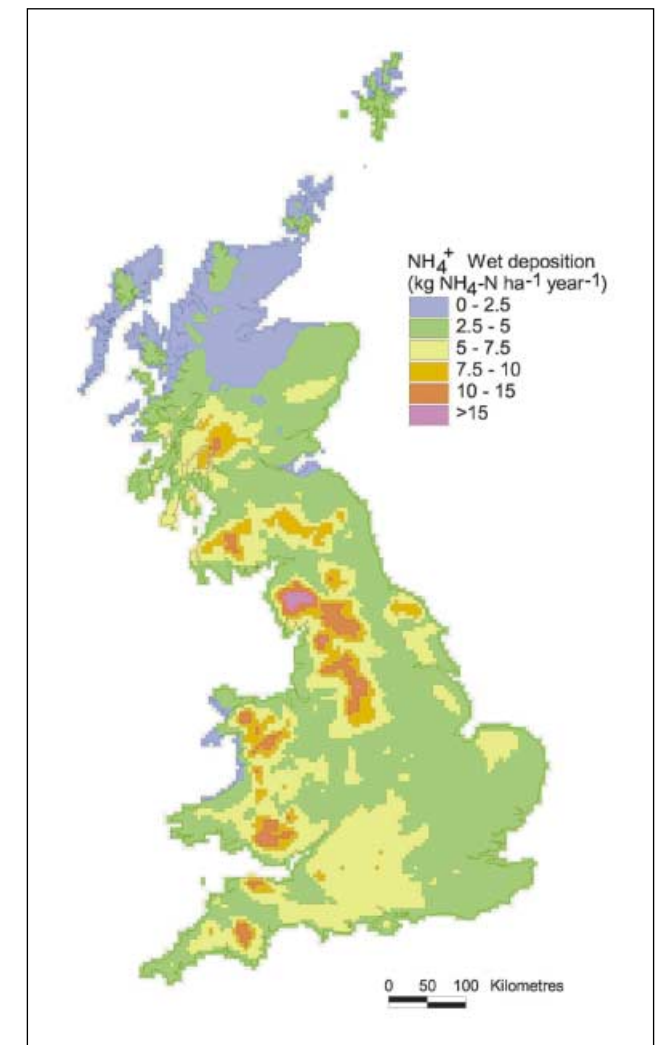 NH4+ Wet deposition
(kg NH4-N ha-1 year-1)
0 - 2.5
2.5 - 5
5 - 7.5
7.5 - 10
10 - 15
>15
0 50 100 Kilometres